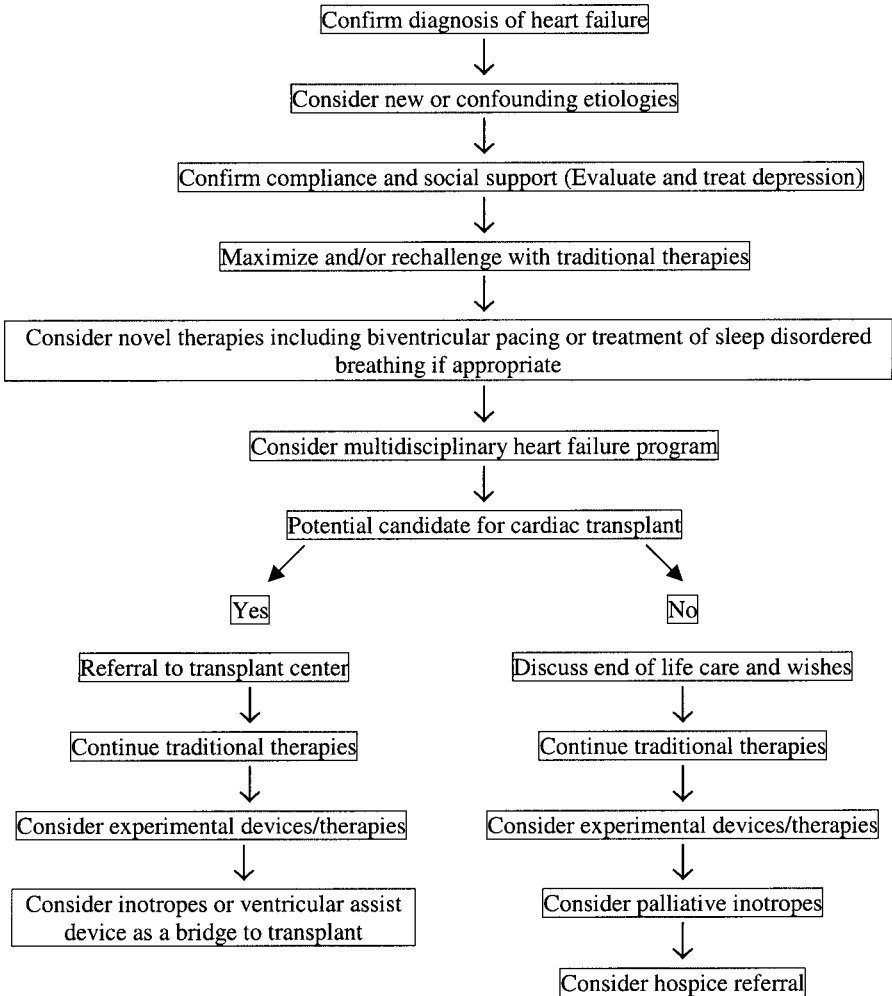 Confirm diagnosis of heart failure
Consider new or confounding etiologies
Confirm compliance and social support (Evaluate and treat depression)
Maximize and/or rechallenge with traditional therapies
Consider novel therapies including biventricular pacing or treatment of sleep disordered
breathing if appropriate
Consider multidisciplinary heart failure program
Potential candidate for cardiac transplant
Yes
Referral to transplant center
Continue traditional therapies
Consider experimental devices/therapies
Consider inotropes or ventricular assist
device as a bridge to transplant
No
Discuss end of life care and wishes
Continue traditional therapies
Consider experimental devices/therapies
Consider palliative inotropes
Consider hospice referral